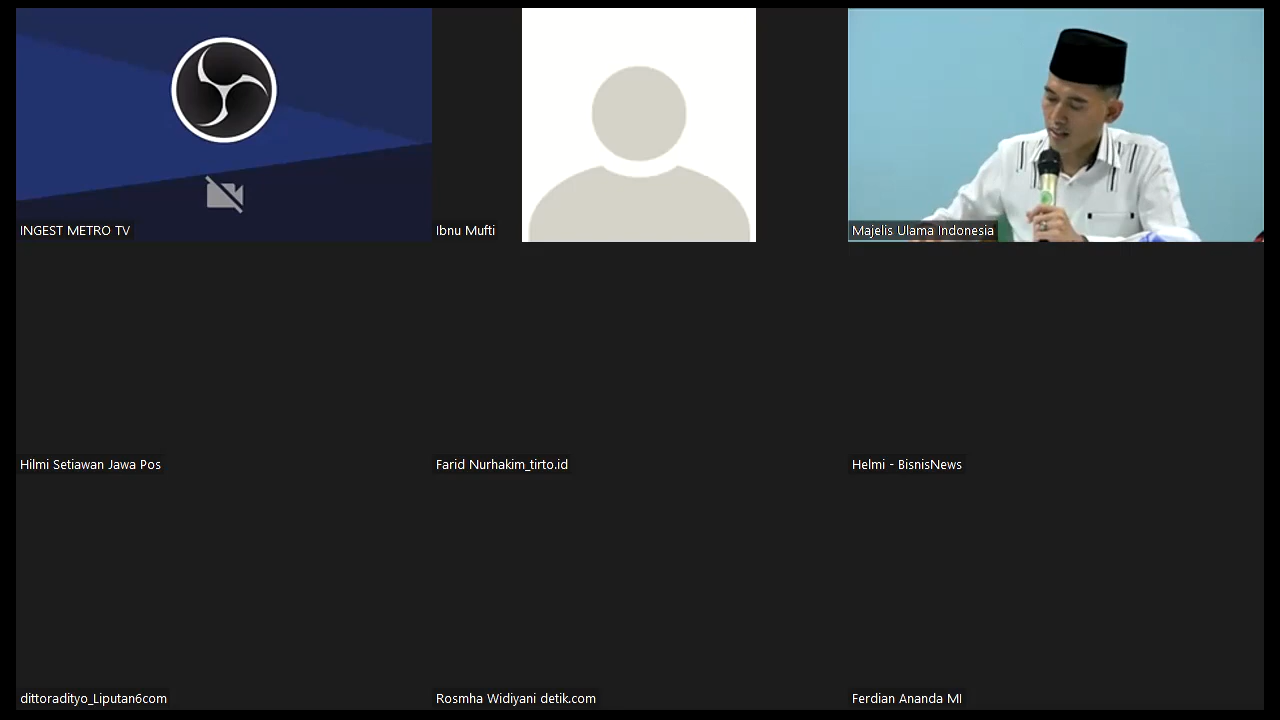 INGEST METRO TV
Ibnu Mufti
Majelis Ulama Indonesia
Hilmi Setiawan Jawa Pos
Farid Nurhakim_tirto.id
Helmi - BisnisNews
dittoradityo_Liputan6com
Rosmha Widiyani detik.com
Ferdian Ananda MI